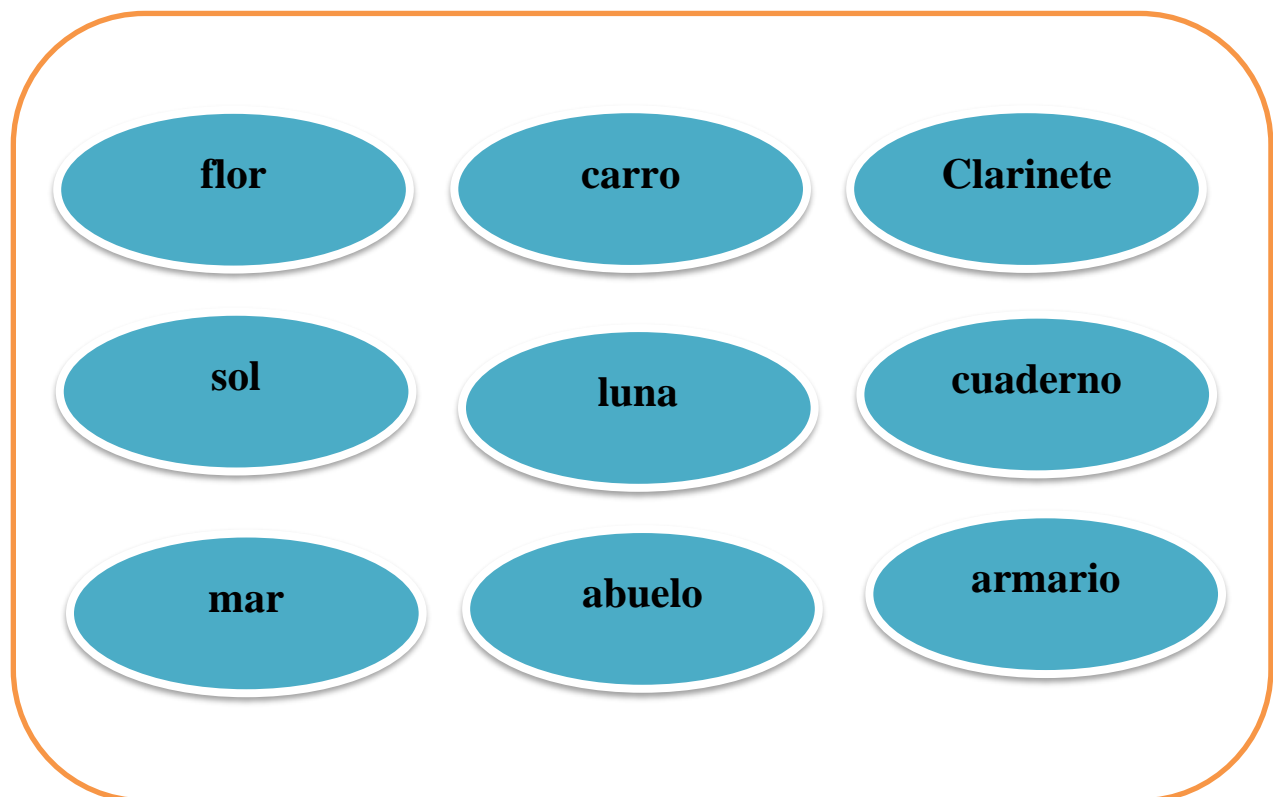 flor
carro
Clarinete
sol
luna
cuaderno
mar
abuelo
armario